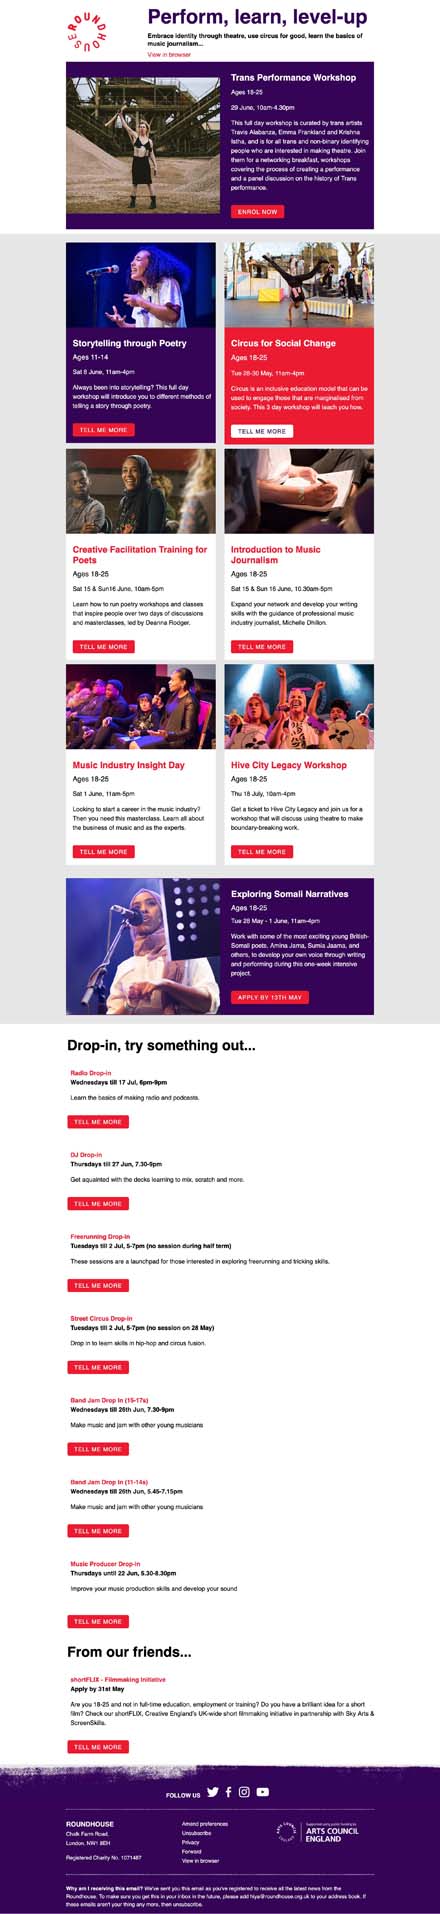 ROUNDHOUSE
Perform, learn, level-up
Embrace identity through theatre, use circus for good, learn the basics of
music journalism...
View in browser
Trans Performance Workshop
Ages 18-25
29 June, 10am-4.30pm
This full day workshop is curated by trans artists
Travis Alabanza, Emma Frankland and Krishna
Istha, and is for all trans and non-binary identifying
people who are interested in making theatre. Join
them for a networking breakfast, workshops
covering the process of creating a performance
and a panel discussion on the history of Trans
performance.
ENROL NOW
Storytelling through Poetry
Ages 11-14
Sat 8 June, 11am-4pm
Always been into storytelling? This full day
workshop will introduce you to different methods of
telling a story through poetry.
TELL ME MORE
Circus for Social Change
Ages 18-25
Tue 28-30 May, 11am-4pm
Circus is an inclusive education model that can be
used to engage those that are marginalised from
society. This 3 day workshop will teach you how.
TELL ME MORE
Creative Facilitation Training for
Poets
Ages 18-25
Sat 15 & Sun16 June, 10am-5pm
Learn how to run poetry workshops and classes
that inspire people over two days of discussions
and masterclasses, led by Deanna Rodger.
TELL ME MORE
Introduction to Music
Journalism
Ages 18-25
Sat 15 & Sun 16 June, 10.30am-5pm
Expand your network and develop your writing
skills with the guidance of professional music
industry journalist, Michelle Dhillon.
TELL ME MORE
Music Industry Insight Day
Ages 18-25
Sat 1 June, 11am-5pm
Looking to start a career in the music industry?
Then you need this masterclass. Learn all about
the business of music and as the experts.
TELL ME MORE
Hive City Legacy Workshop
Ages 18-25
Thu 18 July, 10am-4pm
Get a ticket to Hive City Legacy and join us for a
workshop that will discuss using theatre to make
boundary-breaking work.
TELL ME MORE
Exploring Somali Narratives
Ages 18-25
Tue 28 May - 1 June, 11am-4pm
Work with some of the most exciting young British-
Somali poets, Amina Jama, Sumia Jaama, and
others, to develop your own voice through writing
and performing during this one-week intensive
project.
APPLY BY 13TH MAY
Drop-in, try something out...
Radio Drop-in
Wednesdays till 17 Jul, 6pm-9pm
Learn the basics of making radio and podcasts.
TELL ME MORE
DJ Drop-in
Thursdays till 27 Jun, 7.30-9pm
Get aquainted with the decks learning to mix, scratch and more.
TELL ME MORE
Freerunning Drop-in
Tuesdays till 2 Jul, 5-7pm (no session during half term)
These sessions are a launchpad for those interested in exploring freerunning and tricking skills.
TELL ME MORE
Street Circus Drop-in
Tuesdays till 2 Jul, 5-7pm (no session on 28 May)
Drop in to learn skills in hip-hop and circus fusion.
TELL ME MORE
Band Jam Drop In (15-17s)
Wednesdays till 26th Jun, 7.30-9pm
Make music and jam with other young musicians
TELL ME MORE
Band Jam Drop In (11-14s)
Wednesdays till 26th Jun, 5.45-7.15pm
Make music and jam with other young musicians
TELL ME MORE
Music Producer Drop-in
Thursdays until 22 Jun, 5.30-8.30pm
Improve your music production skills and develop your sound
TELL ME MORE
From our friends...
shortFLIX - Filmmaking Initiative
Apply by 31st May
Are you 18-25 and not in full-time education, employment or training? Do you have a brilliant idea for a short
film? Check our shortFLIX, Creative England's UK-wide short filmmaking initiative in partnership with Sky Arts &
ScreenSkills.
TELL ME MORE
FOLLOW US
ROUNDHOUSE
Chalk Farm Road,
London, NW1 8EH
Registered Charity No. 1071487
Amend preferences
Unsubscribe
Privacy
Forward
View in browser
Supported using public funding by
ARTS COUNCIL
ENGLAND
Why am I receiving this email? We've sent you this email as you've registered to receive all the latest news from the
Roundhouse. To make sure you get this in your inbox in the future, please add hiya@roundhouse.org.uk to your address book. If
these emails aren't your thing any more, then unsubscribe.